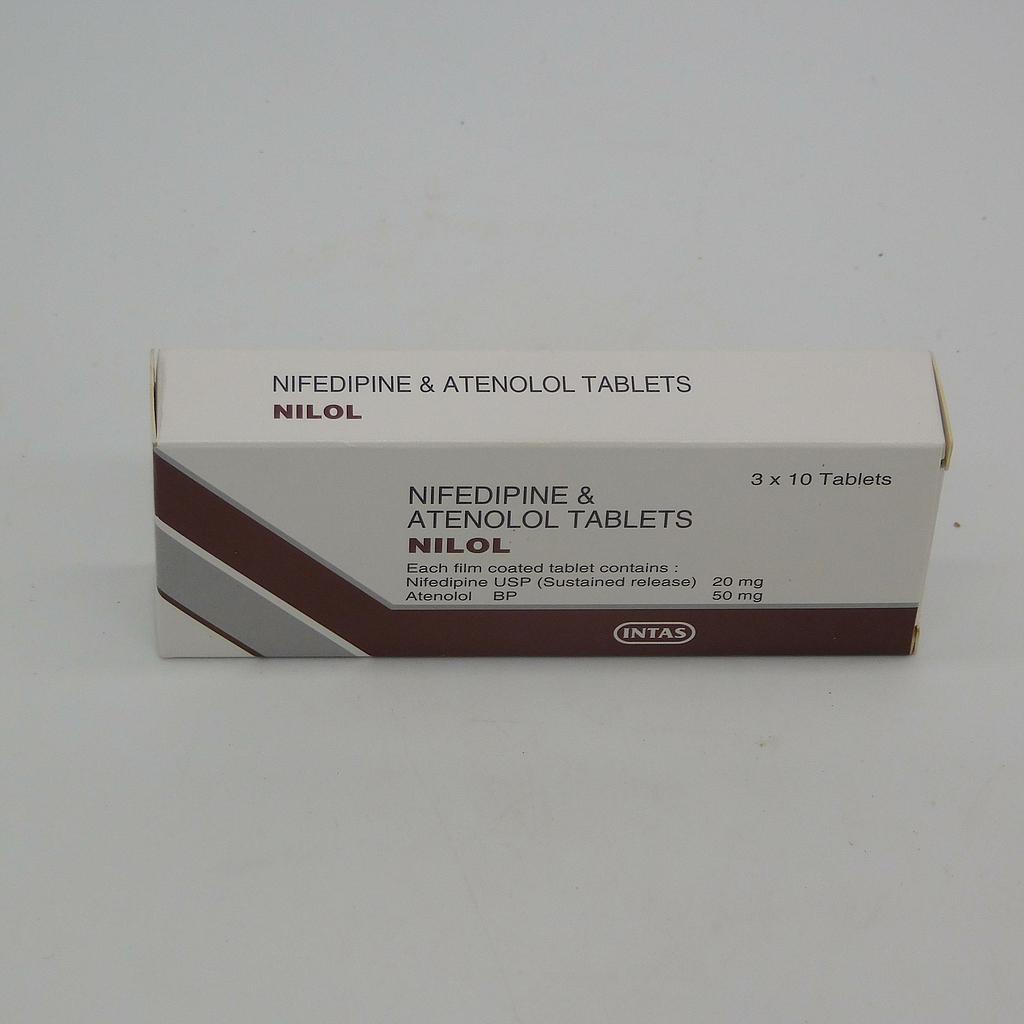 NIFEDIPINE & ATENOLOL TABLETS
NILOL
3 x 10 Tablets
NIFEDIPINE &
ATENOLOL TABLETS
NILOL
Each film coated tablet contains :
Nifedipine USP (Sustained release) 20 mg
Atenolol BP 50 mg
INTAS